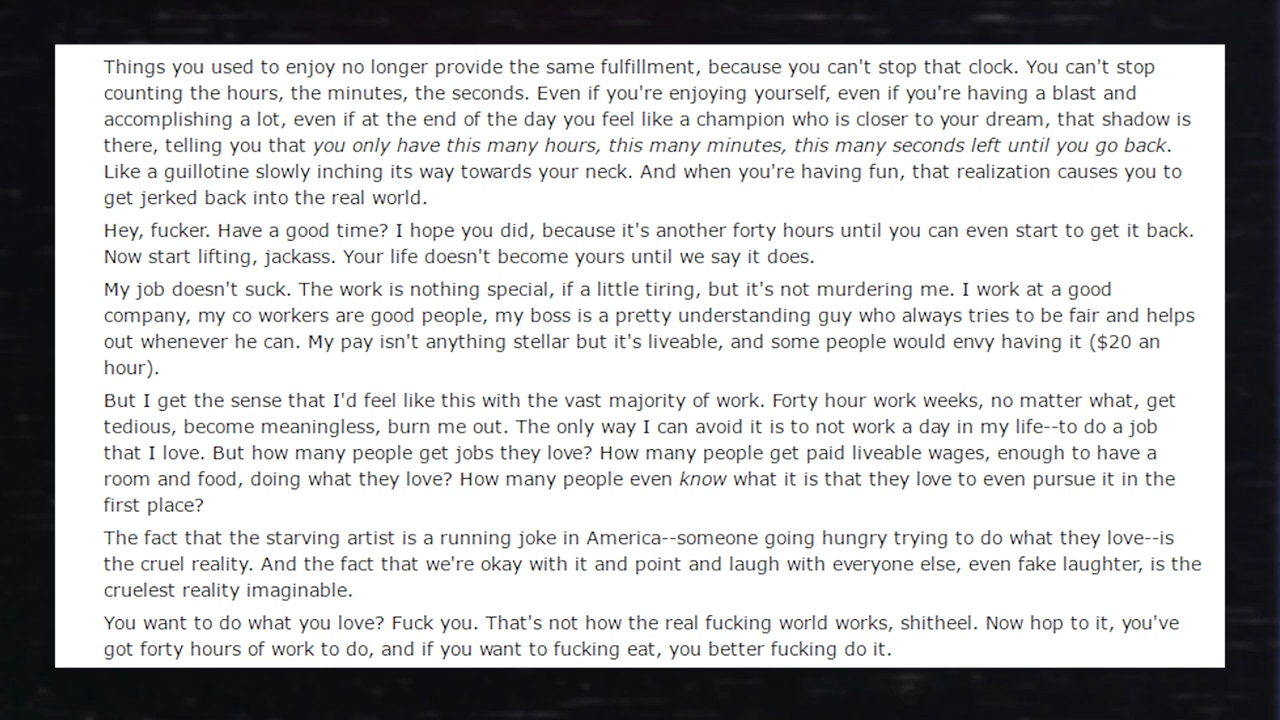 Things you used to enjoy no longer provide the same fulfillment, because you can't stop that clock. You can't stop
counting the hours, the minutes, the seconds. Even if you're enjoying yourself, even if you're having a blast and
accomplishing a lot, even if at the end of the day you feel like a champion who is closer to your dream, that shadow is
there, telling you that you only have this many hours, this many minutes, this many seconds left until you go back.
Like a guillotine slowly inching its way towards your neck. And when you're having fun, that realization causes you to
get jerked back into the real world.
Hey, fucker. Have a good time? I hope you did, because it's another forty hours until you can even start to get it back.
Now start lifting, jackass. Your life doesn't become yours until we say it does.
My job doesn't suck. The work is nothing special, if a little tiring, but it's not murdering me. I work at a good
company, my co workers are good people, my boss is a pretty understanding guy who always tries to be fair and helps
out whenever he can. My pay isn't anything stellar but it's liveable, and some people would envy having it ($20 an
hour).
But I get the sense that I'd feel like this with the vast majority of work. Forty hour work weeks, no matter what, get
tedious, become meaningless, burn me out. The only way I can avoid it is to not work a day in my life--to do a job
that I love. But how many people get jobs they love? How many people get paid liveable wages, enough to have a
room and food, doing what they love? How many people even know what it is that they love to even pursue it in the
first place?
The fact that the starving artist is a running joke in America--someone going hungry trying to do what they love--is
the cruel reality. And the fact that we're okay with it and point and laugh with everyone else, even fake laughter, is the
cruelest reality imaginable.
You want to do what you love? Fuck you. That's not how the real fucking world works, shitheel. Now hop to it, you've
got forty hours of work to do, and if you want to fucking eat, you better fucking do it.